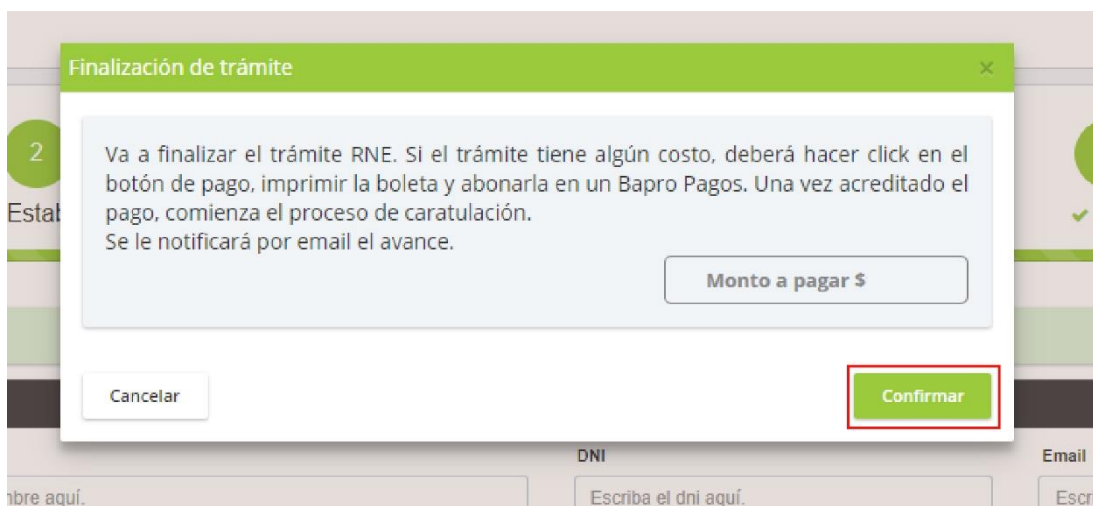 Finalización de trámite
×
2
Va a finalizar el trámite RNE. Si el trámite tiene algún costo, deberá hacer click en el
botón de pago, imprimir la boleta y abonarla en un Bapro Pagos. Una vez acreditado el
pago, comienza el proceso de caratulación.
Se le notificará por email el avance.
Estab
Monto a pagar $
Cancelar
Confirmar
DNI
Email
mbre aquí.
Escriba el dni aquí.
Escr